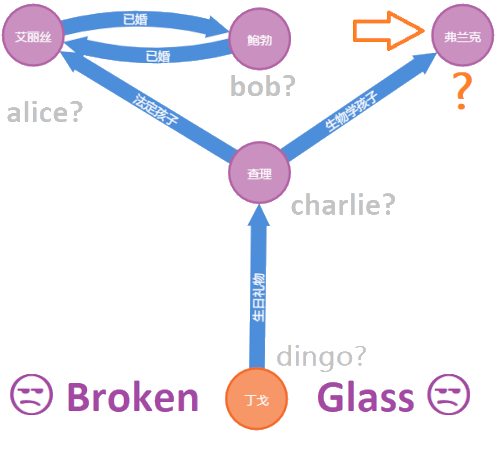 艾丽丝
已婚
鲍勃
已婚
弗兰克
?
alice?
bob?
法定孩子
生物学孩子
查理
charlie?
生日礼物
dingo?
Broken
丁戈
Glass